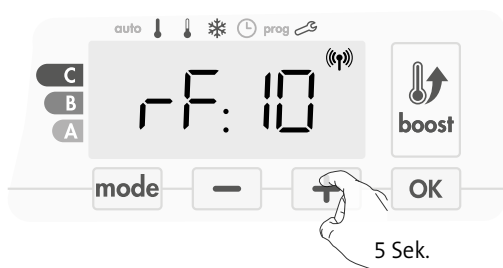 auto prog
C
B
A
rF: 10
boost
mode − + OK
5 Sek.